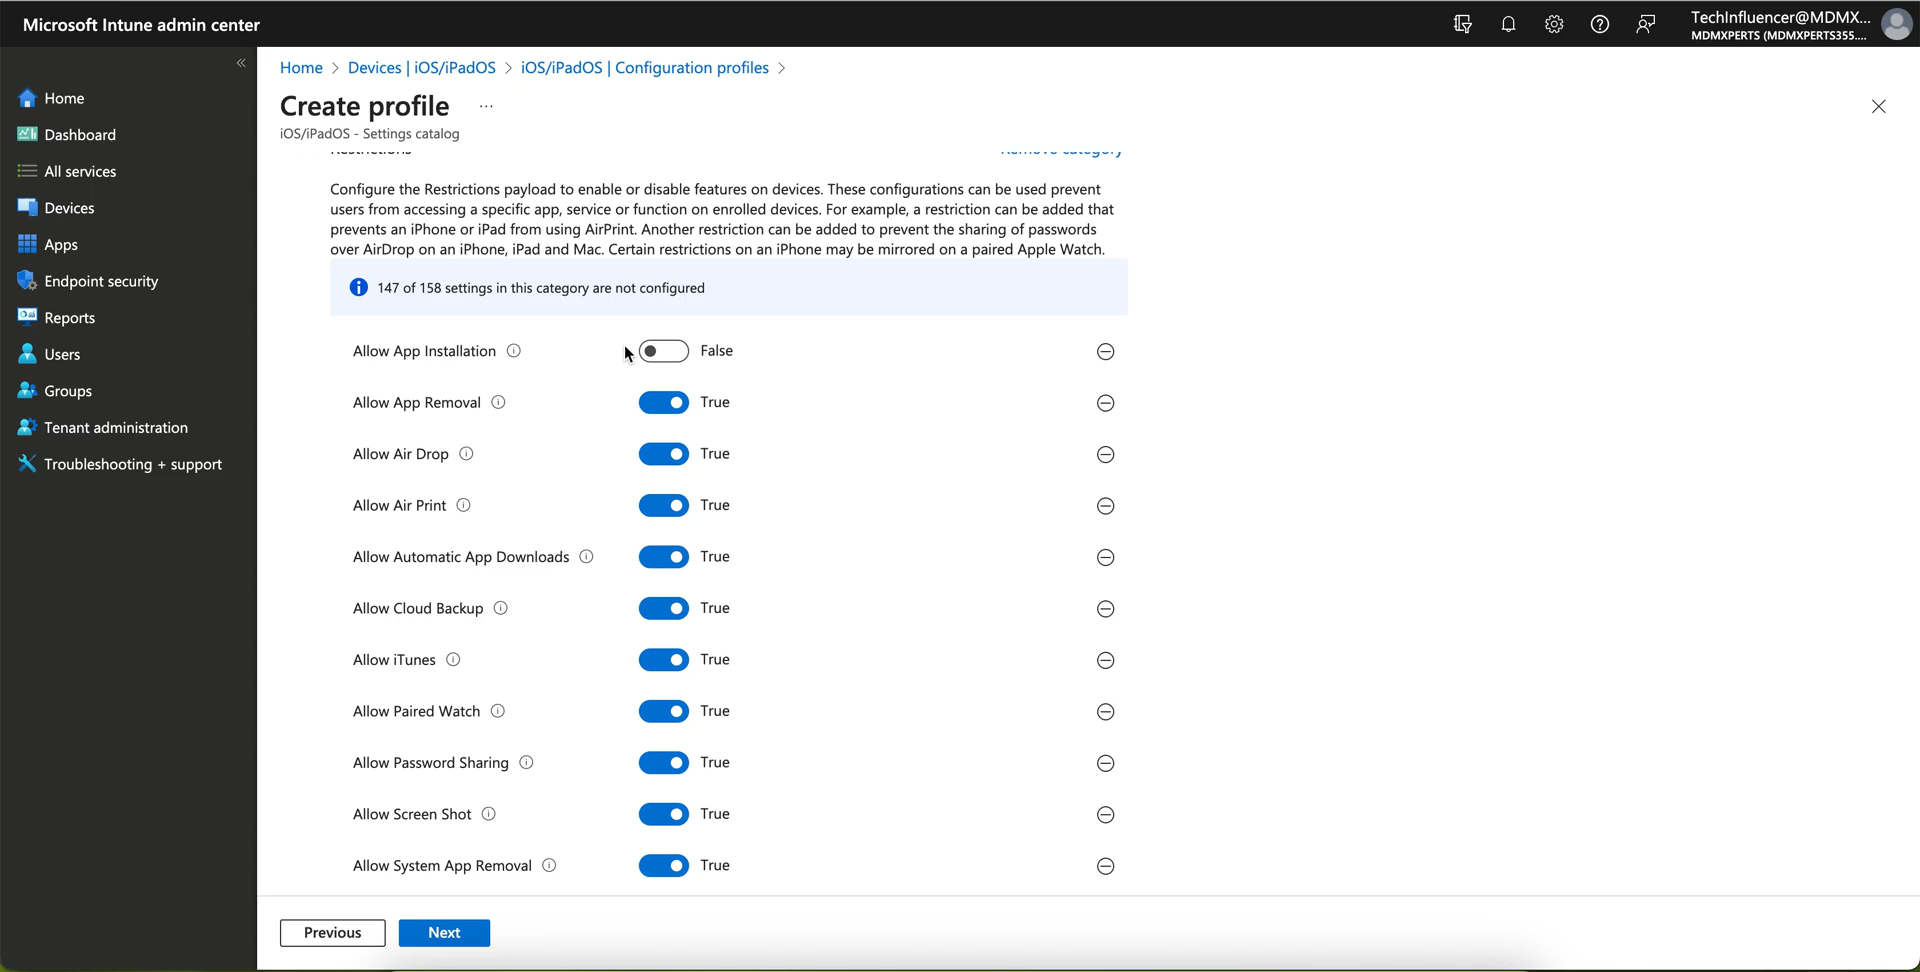 Microsoft Intune admin center
TechInfluencer@MDMX...
MDMXPERTS (MDMXPERTS355....
Home
Dashboard
All services
Devices
Apps
Endpoint security
Reports
Users
Groups
Tenant administration
Troubleshooting + support
Home > Devices | iOS/iPadOS > iOS/iPadOS | Configuration profiles >
Create profile ...
iOS/iPadOS - Settings catalog
Restrictions Remove category
Configure the Restrictions payload to enable or disable features on devices. These configurations can be used prevent
users from accessing a specific app, service or function on enrolled devices. For example, a restriction can be added that
prevents an iPhone or iPad from using AirPrint. Another restriction can be added to prevent the sharing of passwords
over AirDrop on an iPhone, iPad and Mac. Certain restrictions on an iPhone may be mirrored on a paired Apple Watch.
147 of 158 settings in this category are not configured
Allow App Installation False
Allow App Removal True
Allow Air Drop True
Allow Air Print True
Allow Automatic App Downloads True
Allow Cloud Backup True
Allow iTunes True
Allow Paired Watch True
Allow Password Sharing True
Allow Screen Shot True
Allow System App Removal True
Previous Next